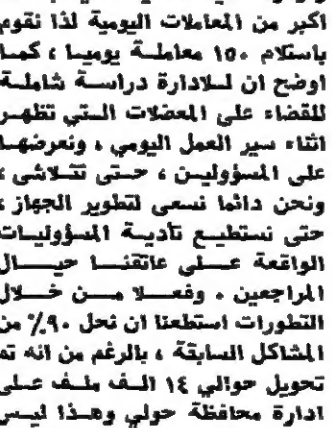 اكبر من المعاملات اليومية لذا نقوم
باستلام ١٥٠ معاملة يوميا ، كما
اوضح ان للادارة دراسة شاملة
للقضاء على المعضلات التي تظهر
اثناء سير العمل اليومي ، ونعرضها
على المسؤولين ، حتى تتلاشى ،
ونحن دائما نسعى لتطوير الجهاز ،
حتى نستطيع تأدية المسؤوليات
الواقعة على عاتقنا حيال
المراجعين . وفعلا من خلال
التطورات استطعنا ان نحل ٩٠٪ من
المشاكل السابقة ، بالرغم من انه تم
تحويل حوالي ١٤ الف ملف على
ادارة محافظة حولي وهذا ليس